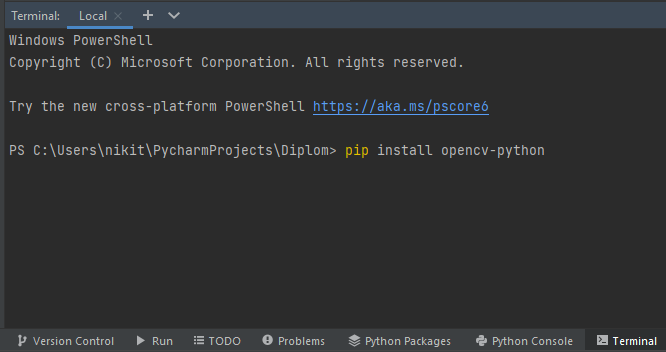 Terminal: Local × + 
Windows PowerShell
Copyright (C) Microsoft Corporation. All rights reserved.
Try the new cross-platform PowerShell https://aka.ms/pscore6
PS C:\Users\nikit\PycharmProjects\Diplom> pip install opencv-python
Version Control Run TODO Problems Python Packages Python Console Terminal